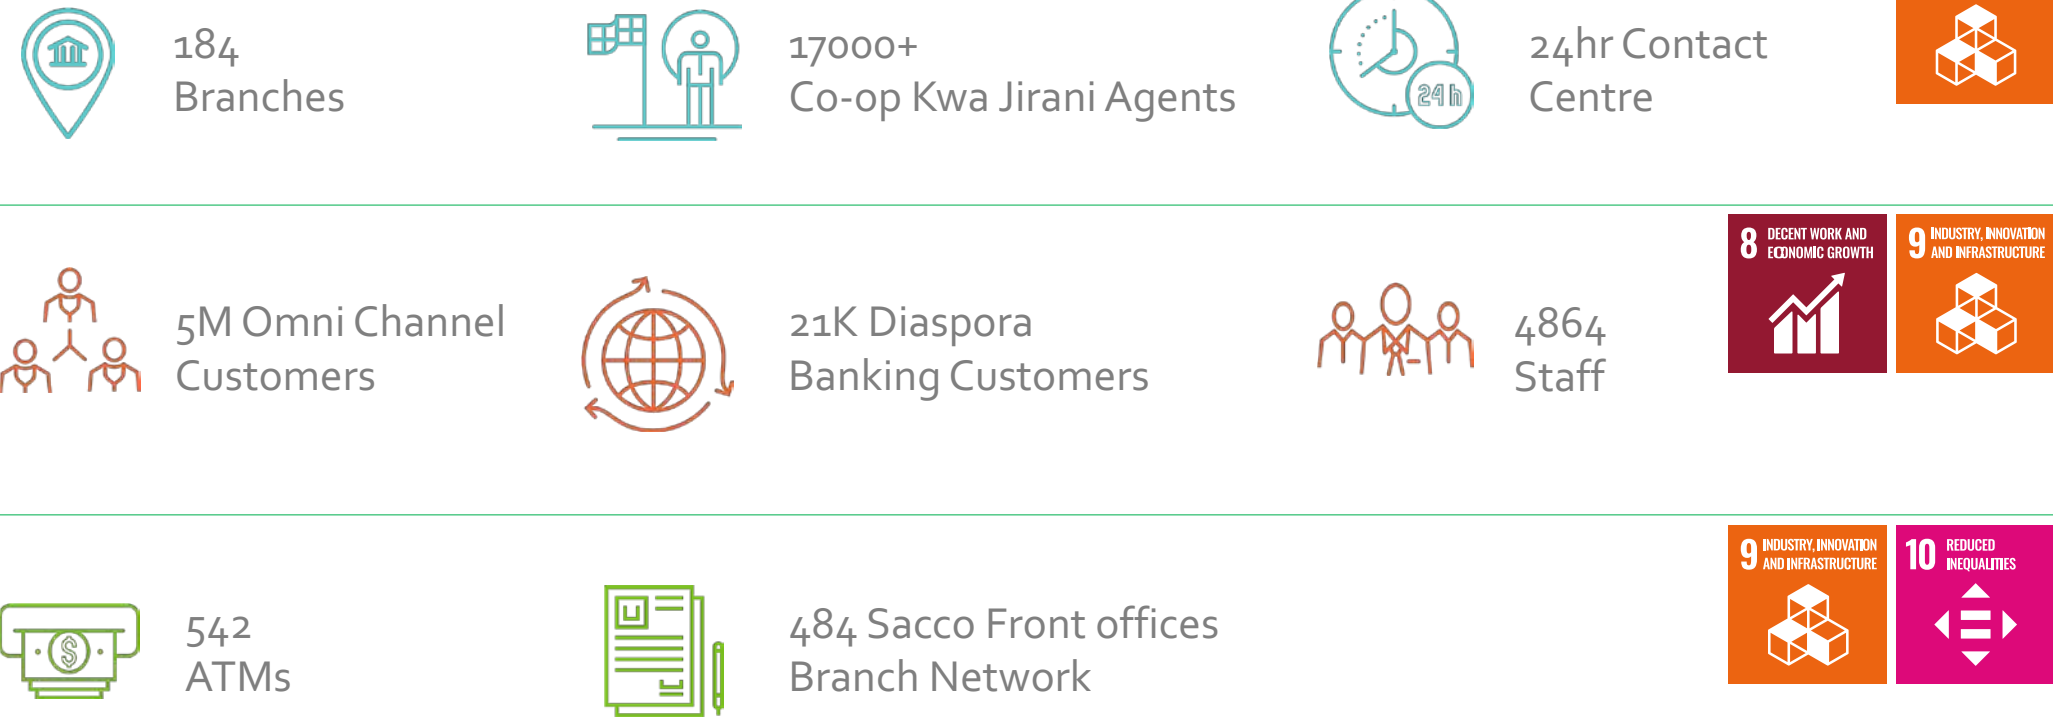 184
Branches
17000+
Co-op Kwa Jirani Agents
24hr Contact
Centre
24h
5M Omni Channel
Customers
21K Diaspora
Banking Customers
4864
Staff
8 DECENT WORK AND
ECONOMIC GROWTH
9 INDUSTRY, INNOVATION
AND INFRASTRUCTURE
542
ATMs
$
484 Sacco Front offices
Branch Network
9 INDUSTRY, INNOVATION
AND INFRASTRUCTURE
10 REDUCED
INEQUALITIES